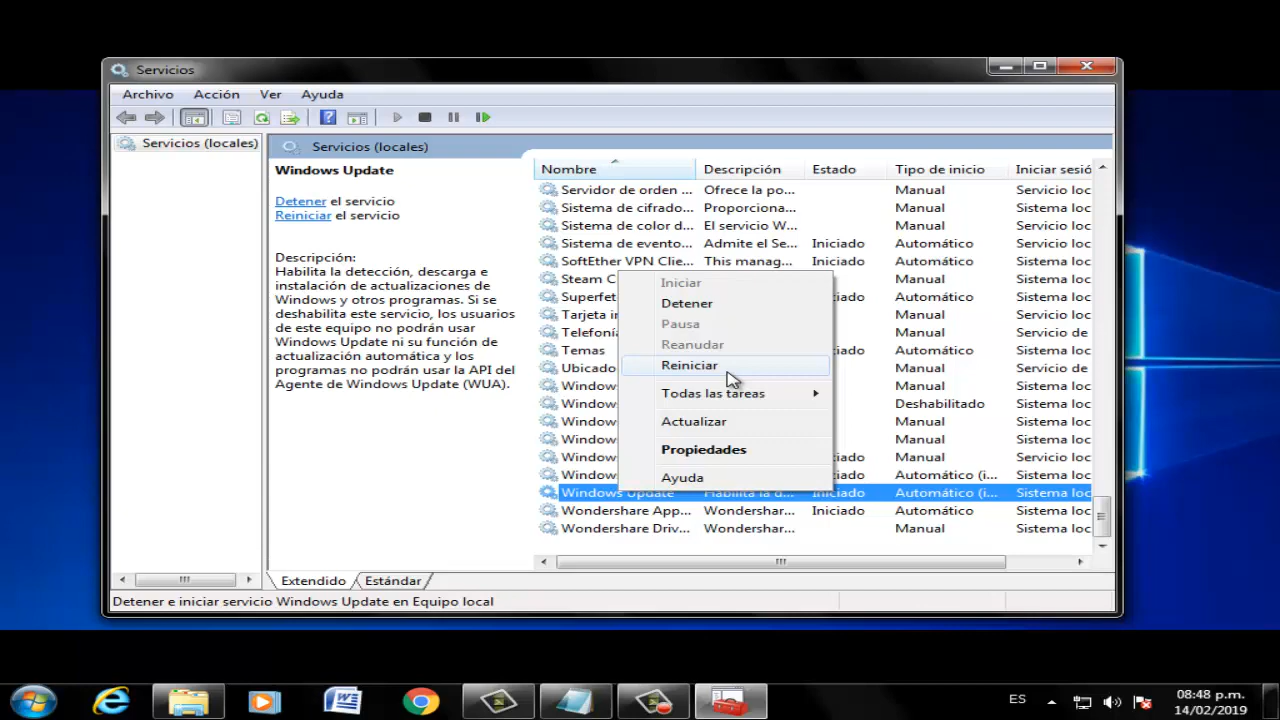 Servicios
Archivo Acción Ver Ayuda
Servicios (locales)
Servicios (locales)
Windows Update
Detener el servicio
Reiniciar el servicio
Descripción:
Habilita la detección, descarga e
instalación de actualizaciones de
Windows y otros programas. Si se
deshabilita este servicio, los usuarios
de este equipo no podrán usar
Windows Update ni su función de
actualización automática y los
programas no podrán usar la API del
Agente de Windows Update (WUA).
Nombre Descripción Estado Tipo de inicio Iniciar sesió
Servidor de orden ... Ofrece la po... Manual Servicio loc
Sistema de cifrado... Proporciona... Manual Sistema loc
Sistema de color d... El servicio W... Manual Servicio loc
Sistema de evento... Admite el Se... Iniciado Automático Sistema loc
SoftEther VPN Clie... This manag... Iniciado Automático Sistema loc
Steam C Manual Sistema loc
Superfet iciado Automático Sistema loc
Tarjeta in Manual Sistema loc
Telefoní Manual Servicio de
Temas iciado Automático Sistema loc
Ubicado Manual Servicio de
Window Manual Sistema loc
Window Deshabilitado Sistema loc
Window Manual Sistema loc
Window Manual Sistema loc
Window iciado Manual Servicio loc
Window iciado Automático (i... Sistema loc
Windows Update Habilita la d... Iniciado Automático (i... Sistema loc
Wondershare App... Wondershar... Iniciado Automático Sistema loc
Wondershare Driv... Wondershar... Manual Sistema loc
Iniciar
Detener
Pausa
Reanudar
Reiniciar
Todas las tareas
Actualizar
Propiedades
Ayuda
Extendido Estándar
Detener e iniciar servicio Windows Update en Equipo local
ES
08:48 p.m.
14/02/2019